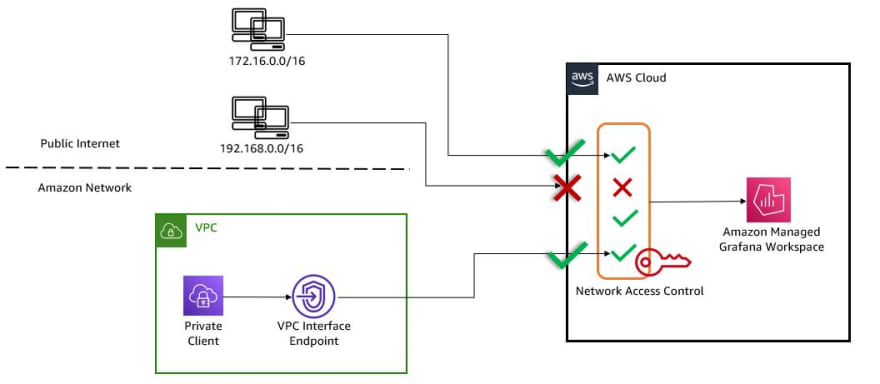 172.16.0.0/16
aws
AWS Cloud
192.168.0.0/16
Public Internet
Amazon Network
VPC
Amazon Managed
Grafana Workspace
Network Access Control
Private
Client
VPC Interface
Endpoint